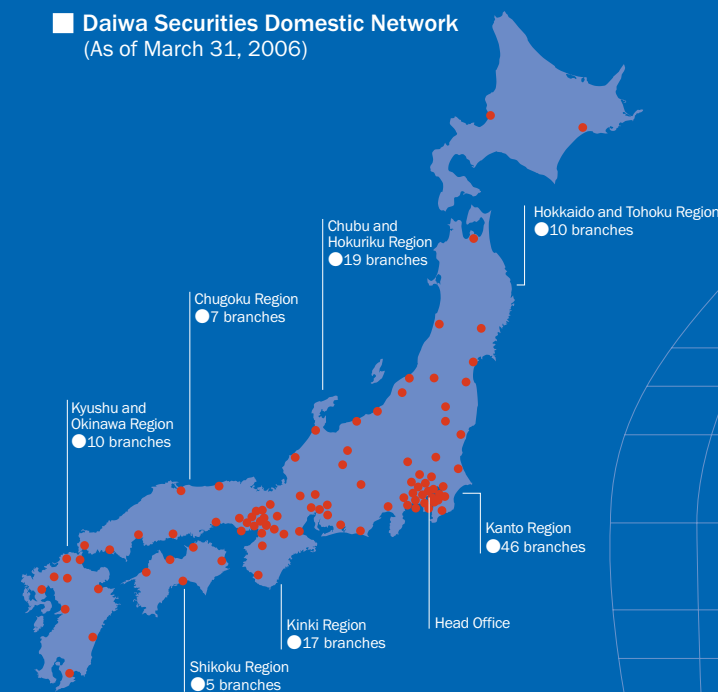 Daiwa Securities Domestic Network
(As of March 31, 2006)
Hokkaido and Tohoku Region
10 branches
Chubu and
Hokuriku Region
19 branches
Chugoku Region
7 branches
Kyushu and
Okinawa Region
10 branches
Kanto Region
46 branches
Head Office
Kinki Region
17 branches
Shikoku Region
5 branches